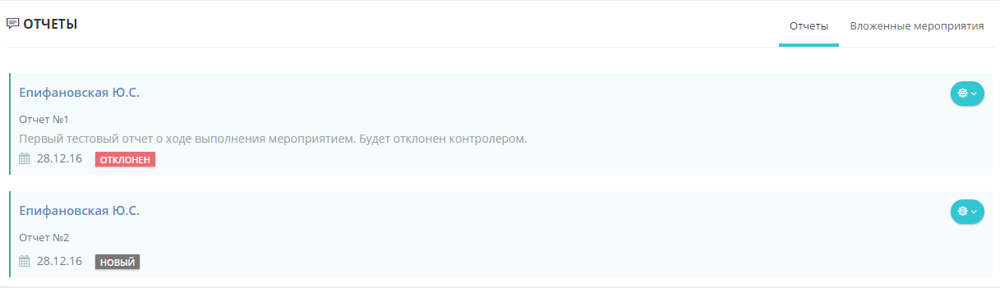 ОТЧЕТЫ
Отчеты Вложенные мероприятия
Епифановская Ю.С.
Отчет №1
Первый тестовый отчет о ходе выполнения мероприятием. Будет отклонен контролером.
28.12.16 ОТКЛОНЕН
Епифановская Ю.С.
Отчет №2
28.12.16 НОВЫЙ